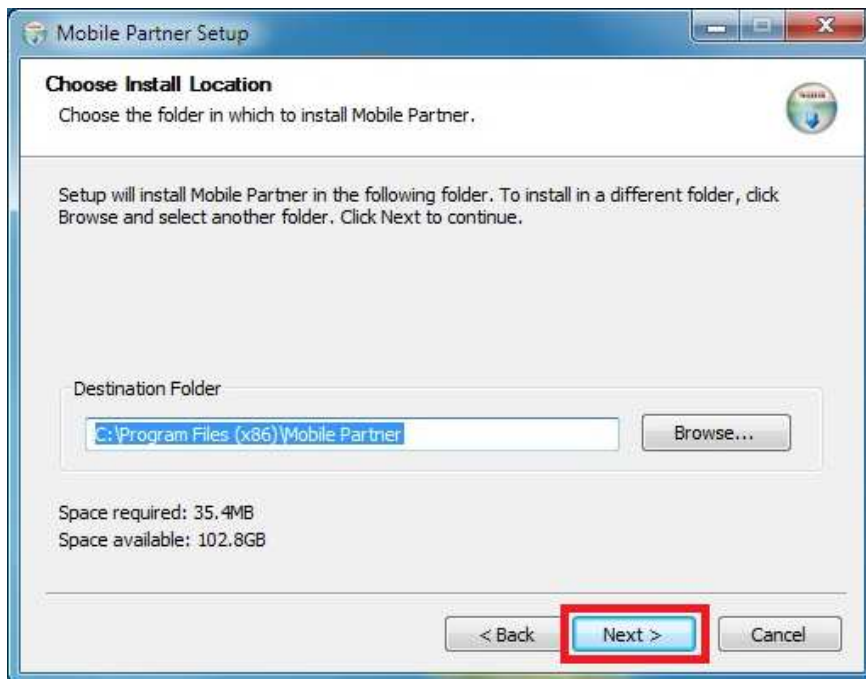 Mobile Partner Setup
Choose Install Location
Choose the folder in which to install Mobile Partner.
Setup will install Mobile Partner in the following folder. To install in a different folder, click
Browse and select another folder. Click Next to continue.
Destination Folder
C:\Program Files (x86)\Mobile Partner
Browse...
Space required: 35.4MB
Space available: 102.8GB
< Back
Next >
Cancel